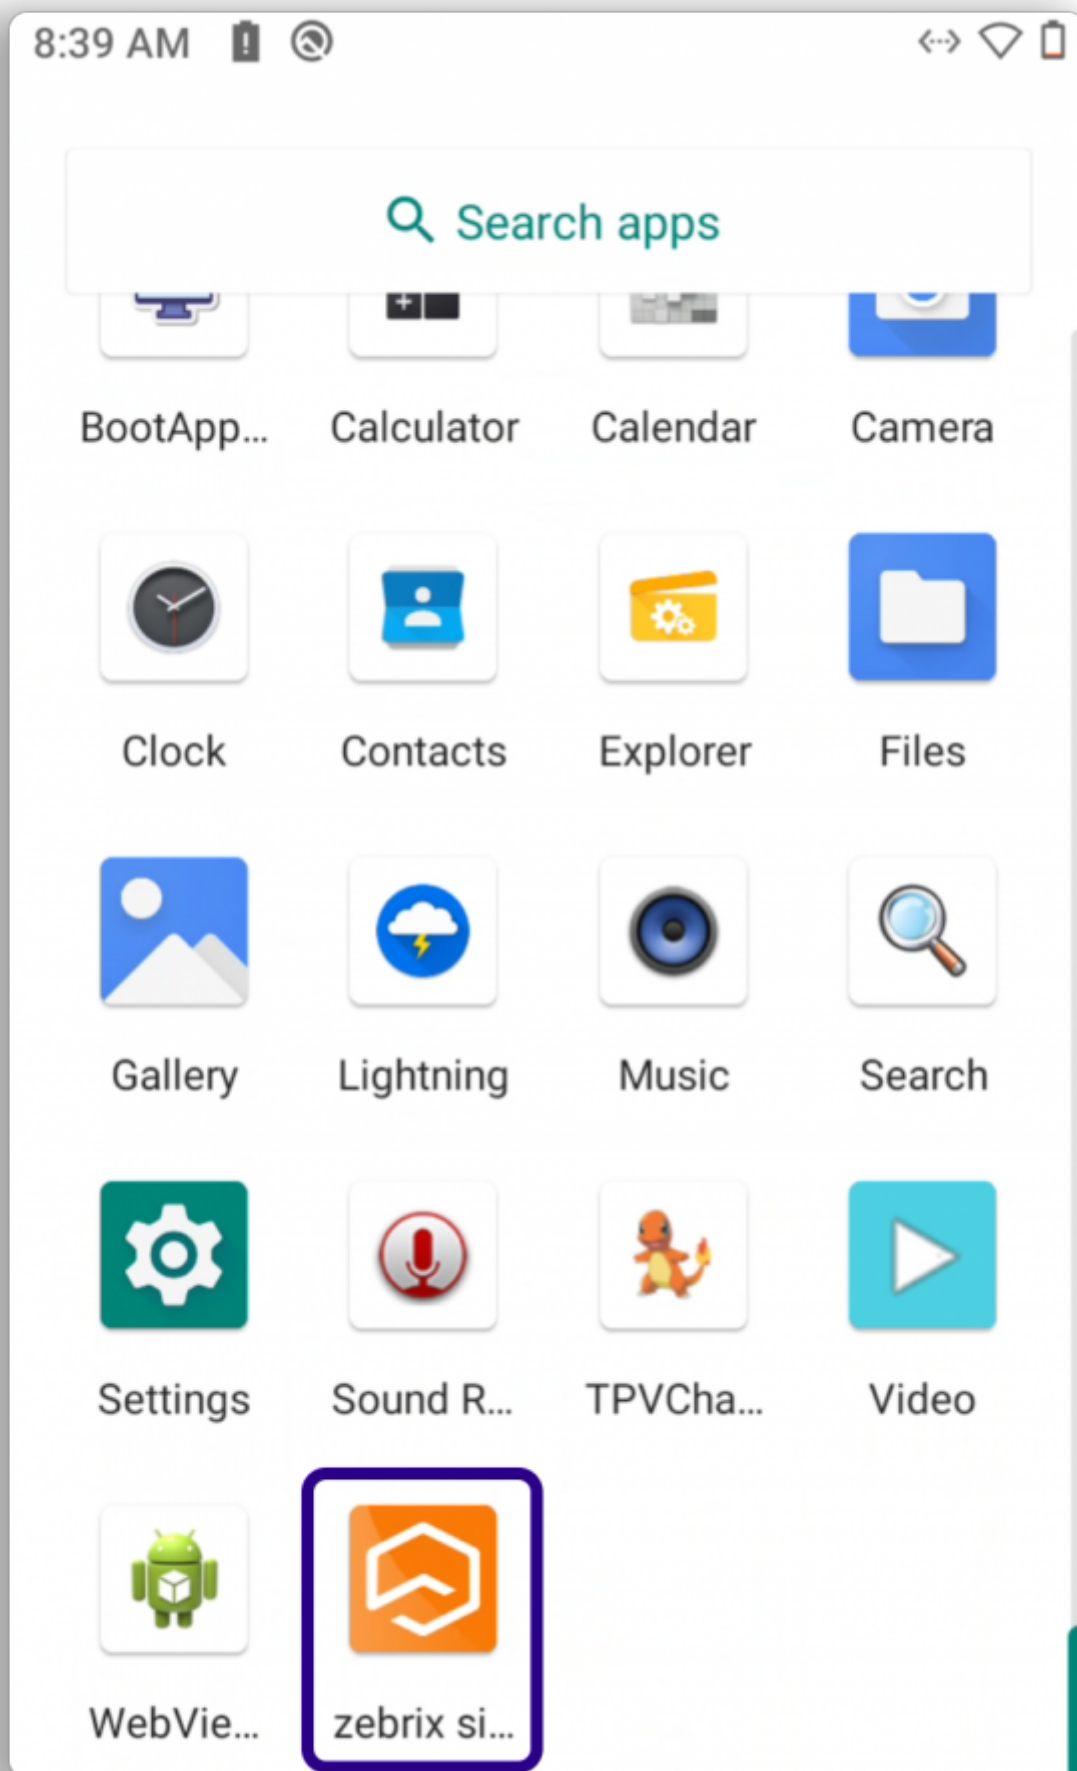 8:39 AM
Search apps
BootApp... Calculator Calendar Camera
Clock Contacts Explorer Files
Gallery Lightning Music Search
Settings Sound R... TPVCha... Video
WebVie... zebrix si...